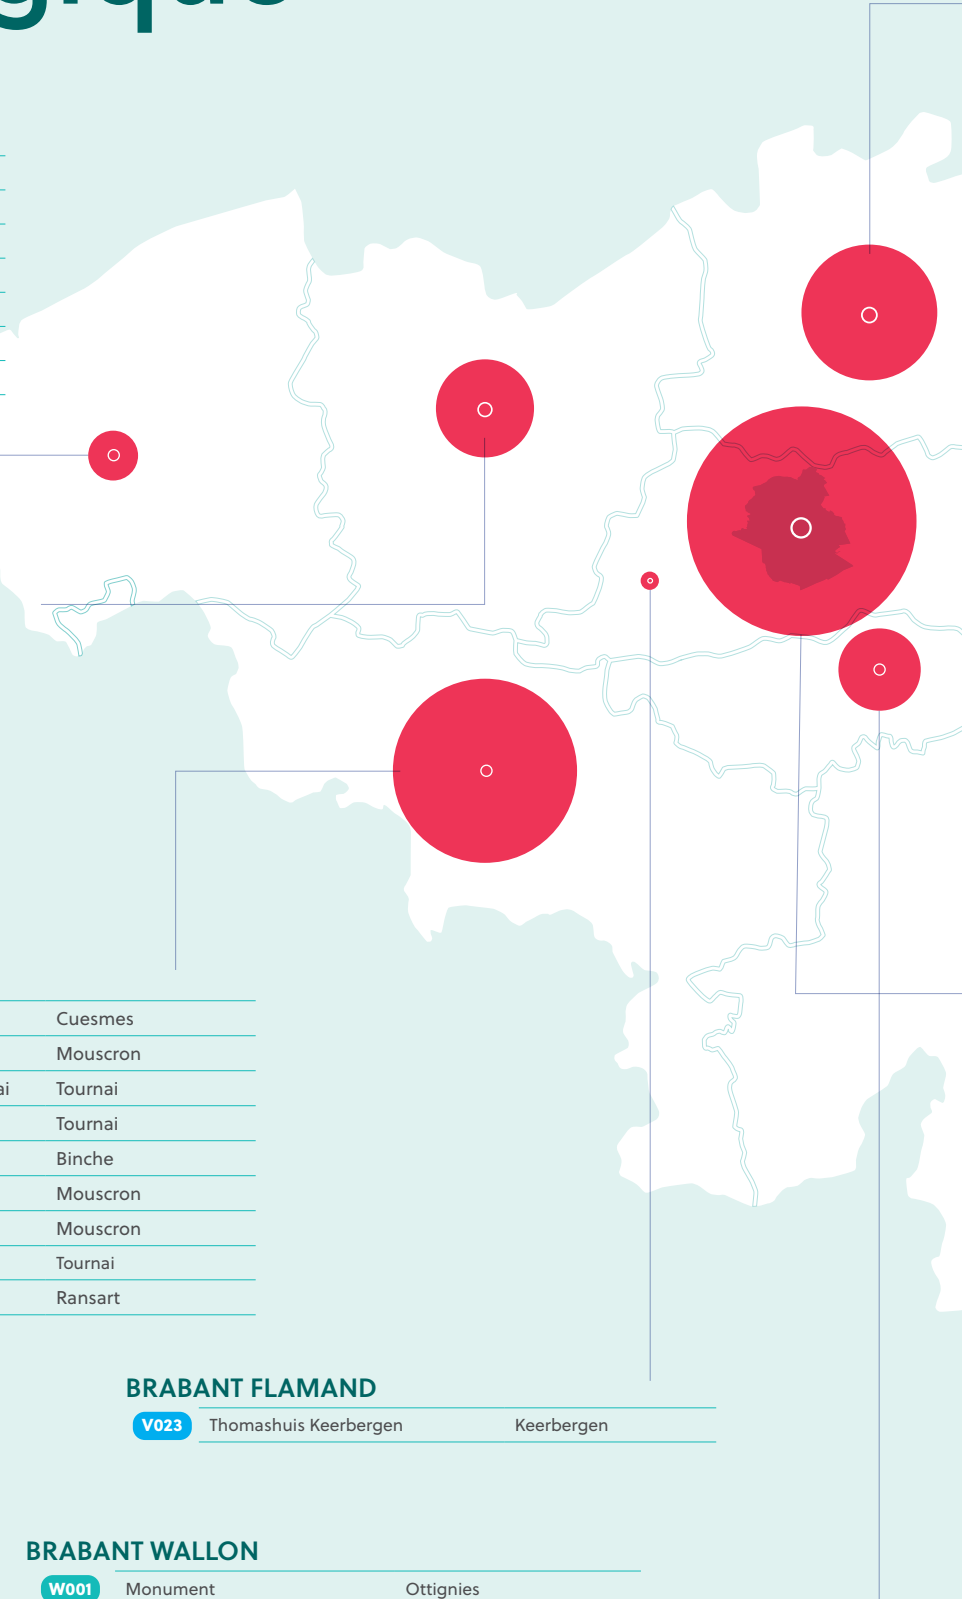 Cuesmes
Mouscron
ai Tournai
Tournai
Binche
Mouscron
Mouscron
Tournai
Ransart
BRABANT FLAMAND
V023 Thomashuis Keerbergen Keerbergen
BRABANT WALLON
W001 Monument Ottignies